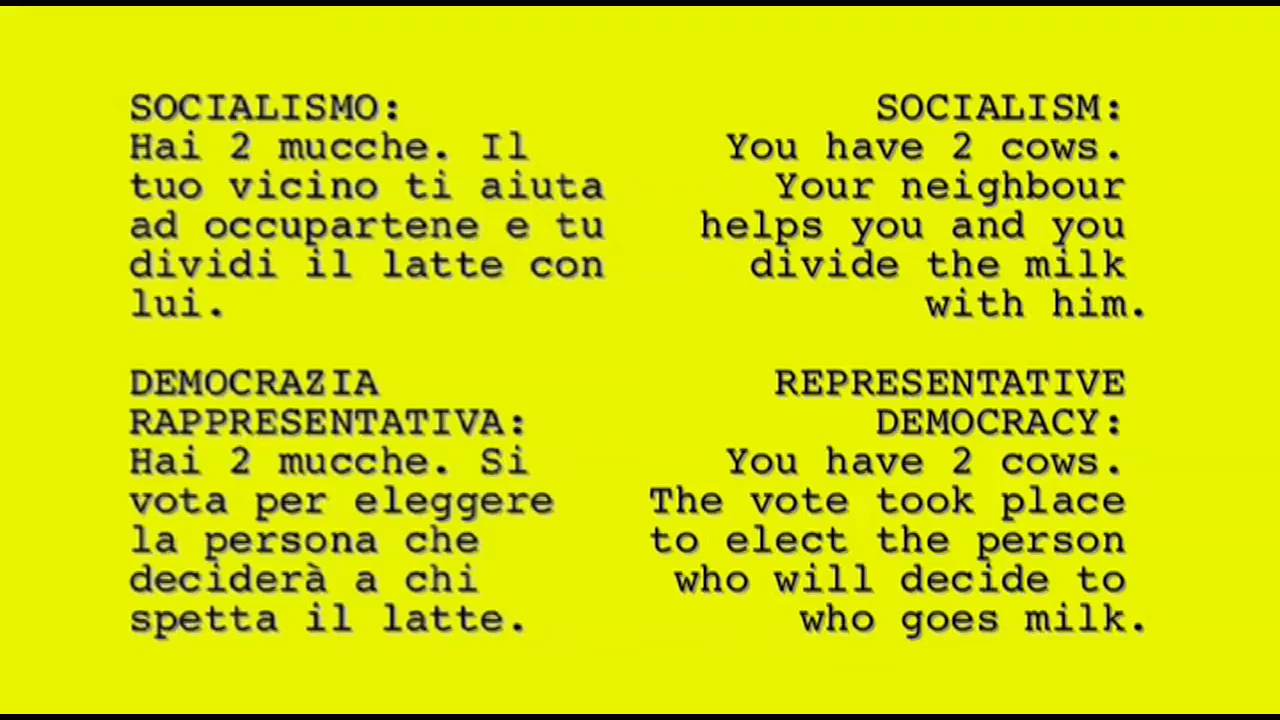 SOCIALISMO:
Hai 2 mucche. Il
tuo vicino ti aiuta
ad occupartene e tu
dividi il latte con
lui.
DEMOCRAZIA
RAPPRESENTATIVA:
Hai 2 mucche. Si
vota per eleggere
la persona che
deciderà a chi
spetta il latte.
SOCIALISM:
You have 2 cows.
Your neighbour
helps you and you
divide the milk
with him.
REPRESENTATIVE
DEMOCRACY:
You have 2 cows.
The vote took place
to elect the person
who will decide to
who goes milk.